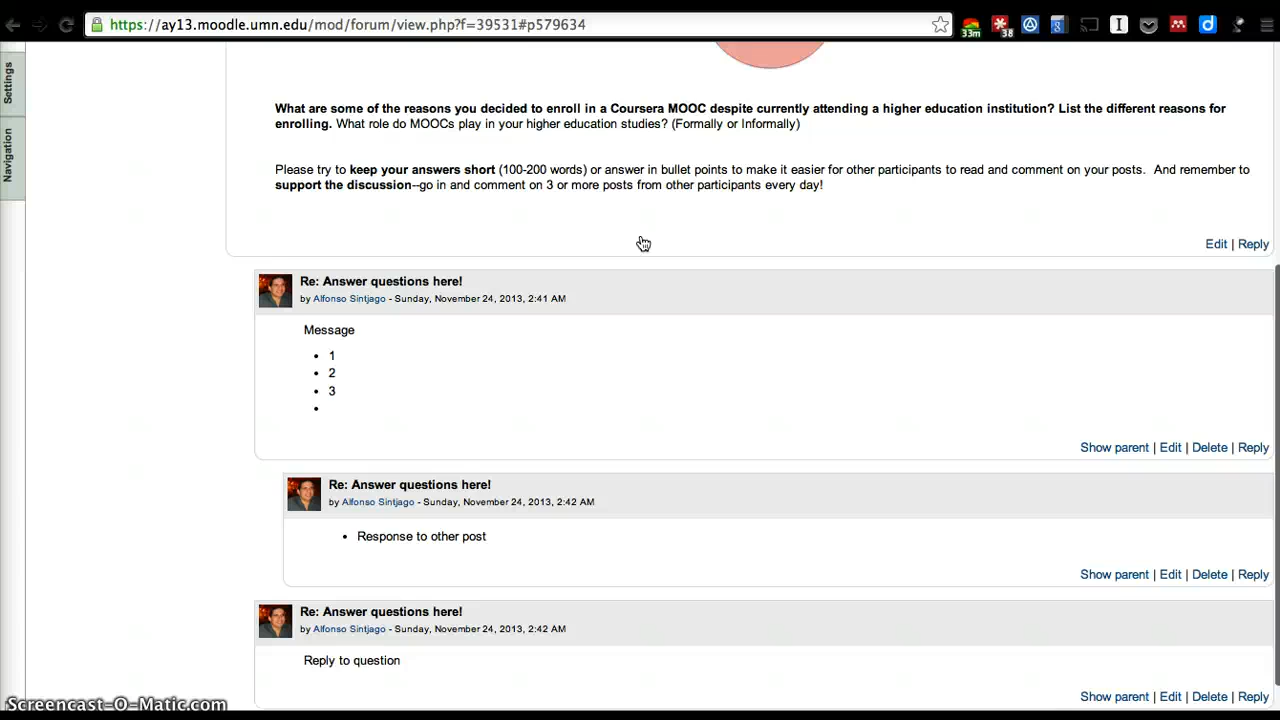 https://ay13.moodle.umn.edu/mod/forum/view.php?f=39531#p579634
33m
38
Settings
Navigation
What are some of the reasons you decided to enroll in a Coursera MOOC despite currently attending a higher education institution? List the different reasons for
enrolling. What role do MOOCs play in your higher education studies? (Formally or Informally)
Please try to keep your answers short (100-200 words) or answer in bullet points to make it easier for other participants to read and comment on your posts. And remember to
support the discussion--go in and comment on 3 or more posts from other participants every day!
Edit | Reply
Re: Answer questions here!
by Alfonso Sintjago - Sunday, November 24, 2013, 2:41 AM
Message
• 1
• 2
• 3
•
Show parent | Edit | Delete | Reply
Re: Answer questions here!
by Alfonso Sintjago - Sunday, November 24, 2013, 2:42 AM
• Response to other post
Show parent | Edit | Delete | Reply
Re: Answer questions here!
by Alfonso Sintjago - Sunday, November 24, 2013, 2:42 AM
Reply to question
Show parent | Edit | Delete | Reply
Screencast-O-Matic.com